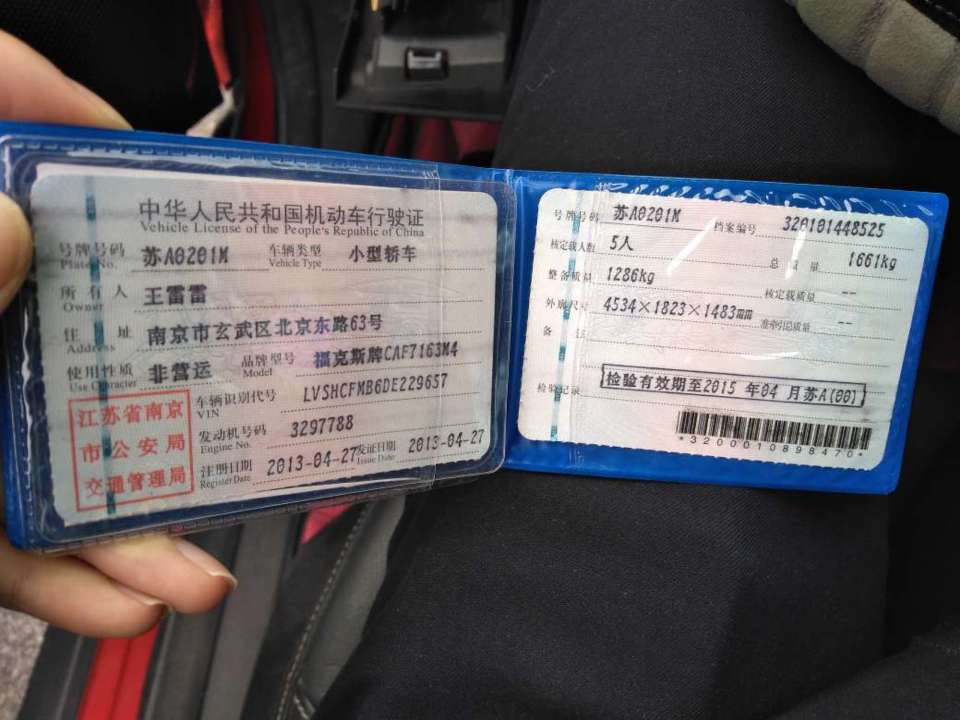 中华人民共和国机动车行驶证
Vehicle License of the People's Republic of China
号牌号码 苏A0201M 车辆类型 小型轿车
Plate No. Vehicle Type
所有人 王雷雷
Owner
住址 南京市玄武区北京东路63号
Address
使用性质 非营运 品牌型号 福克斯牌CAF7163M4
Use Character Model
江苏省南京
市公安局
交通管理局
车辆识别代号 LVSHCFMB6DE229657
VIN
发动机号码 3297788
Engine No.
注册日期 2013-04-27 发证日期 2013-04-27
Register Date Issue Date
号牌号码 苏A0201M 档案编号 320101448525
核定载人数 5人 总质量 1661kg
整备质量 1286kg 核定载质量 --
外廓尺寸 4534×1823×1483㎜ 准牵引总质量 --
备注
检验记录 检验有效期至2015年04月苏A(00)
*3200010898470*